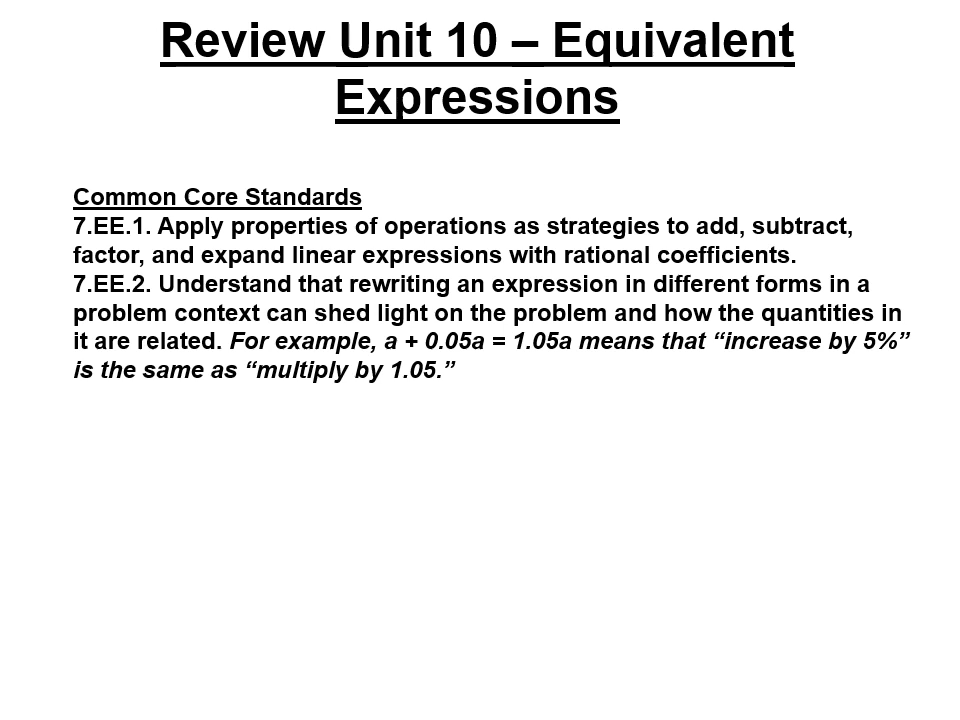 Review Unit 10 – Equivalent
Expressions
Common Core Standards
7.EE.1. Apply properties of operations as strategies to add, subtract,
factor, and expand linear expressions with rational coefficients.
7.EE.2. Understand that rewriting an expression in different forms in a
problem context can shed light on the problem and how the quantities in
it are related. For example, a + 0.05a = 1.05a means that “increase by 5%”
is the same as “multiply by 1.05.”